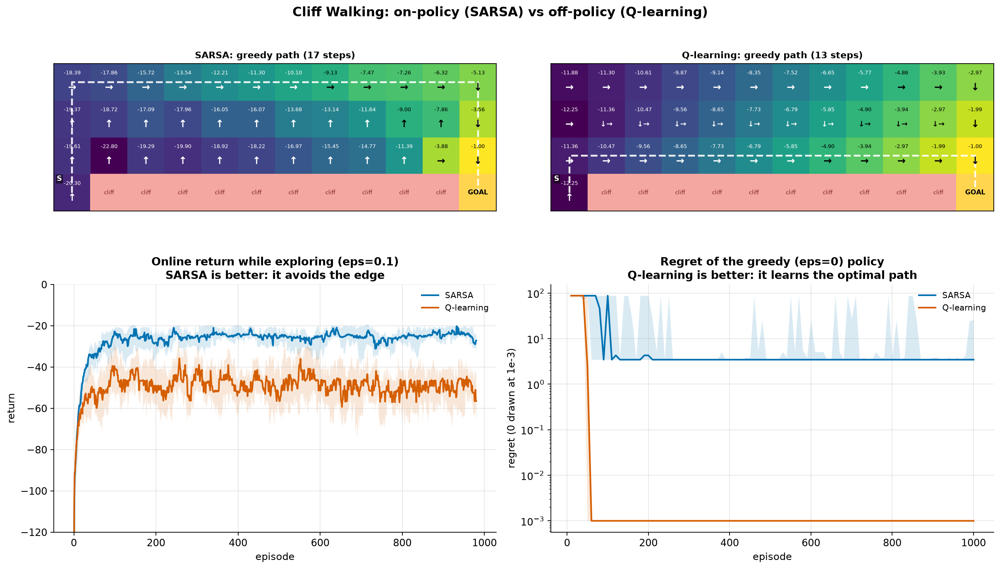 Cliff Walking: on-policy (SARSA) vs off-policy (Q-learning)
SARSA: greedy path (17 steps)
-18.39 -17.86 -15.72 -13.54 -12.21 -11.30 -10.10 -9.13 -7.47 -7.26 -6.32 -5.13
→ → → → → → → → → → → ↓
-19.37 -18.72 -17.09 -17.96 -16.05 -16.07 -13.68 -13.14 -11.64 -9.00 -7.86 -3.56
↑ ↑ ↑ ↑ ↑ ↑ ↑ ↑ ↑ ↑ ↑ ↓
-19.61 -22.80 -19.29 -19.90 -18.92 -18.22 -16.97 -15.45 -14.77 -11.39 -3.88 -1.00
↑ ↑ ↑ ↑ ↑ ↑ ↑ ↑ ↑ ↑ → ↓
S -20.30
↑ cliff cliff cliff cliff cliff cliff cliff cliff cliff cliff GOAL
Q-learning: greedy path (13 steps)
-11.88 -11.30 -10.61 -9.87 -9.14 -8.35 -7.52 -6.65 -5.77 -4.86 -3.93 -2.97
→ → → → → → → → → → → ↓
-12.25 -11.36 -10.47 -9.56 -8.65 -7.73 -6.79 -5.85 -4.90 -3.94 -2.97 -1.99
→ ↓→ ↓→ ↓→ ↓→ ↓→ ↓→ ↓→ ↓→ ↓→ ↓→ ↓
-11.36 -10.47 -9.56 -8.65 -7.73 -6.79 -5.85 -4.90 -3.94 -2.97 -1.99 -1.00
→ → → → → → → → → → → ↓
S -12.25
↑ cliff cliff cliff cliff cliff cliff cliff cliff cliff cliff GOAL
Online return while exploring (eps=0.1)
SARSA is better: it avoids the edge
SARSA
Q-learning
0
−20
−40
−60
−80
−100
−120
return
0 200 400 600 800 1000
episode
Regret of the greedy (eps=0) policy
Q-learning is better: it learns the optimal path
SARSA
Q-learning
10²
10¹
10⁰
10⁻¹
10⁻²
10⁻³
regret (0 drawn at 1e-3)
0 200 400 600 800 1000
episode